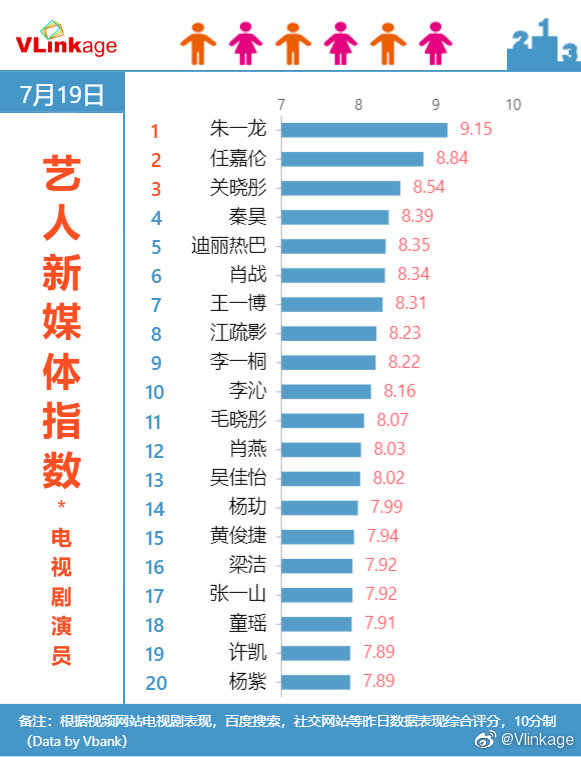 VLinkage
1
2
3
7月19日
艺人新媒体指数
*
电视剧演员
7 8 9 10
1 朱一龙 9.15
2 任嘉伦 8.84
3 关晓彤 8.54
4 秦昊 8.39
5 迪丽热巴 8.35
6 肖战 8.34
7 王一博 8.31
8 江疏影 8.23
9 李一桐 8.22
10 李沁 8.16
11 毛晓彤 8.07
12 肖燕 8.03
13 吴佳怡 8.02
14 杨玏 7.99
15 黄俊捷 7.94
16 梁洁 7.92
17 张一山 7.92
18 童瑶 7.91
19 许凯 7.89
20 杨紫 7.89
备注：根据视频网站电视剧表现，百度搜索，社交网站等昨日数据表现综合评分，10分制
（Data by Vbank）
@Vlinkage